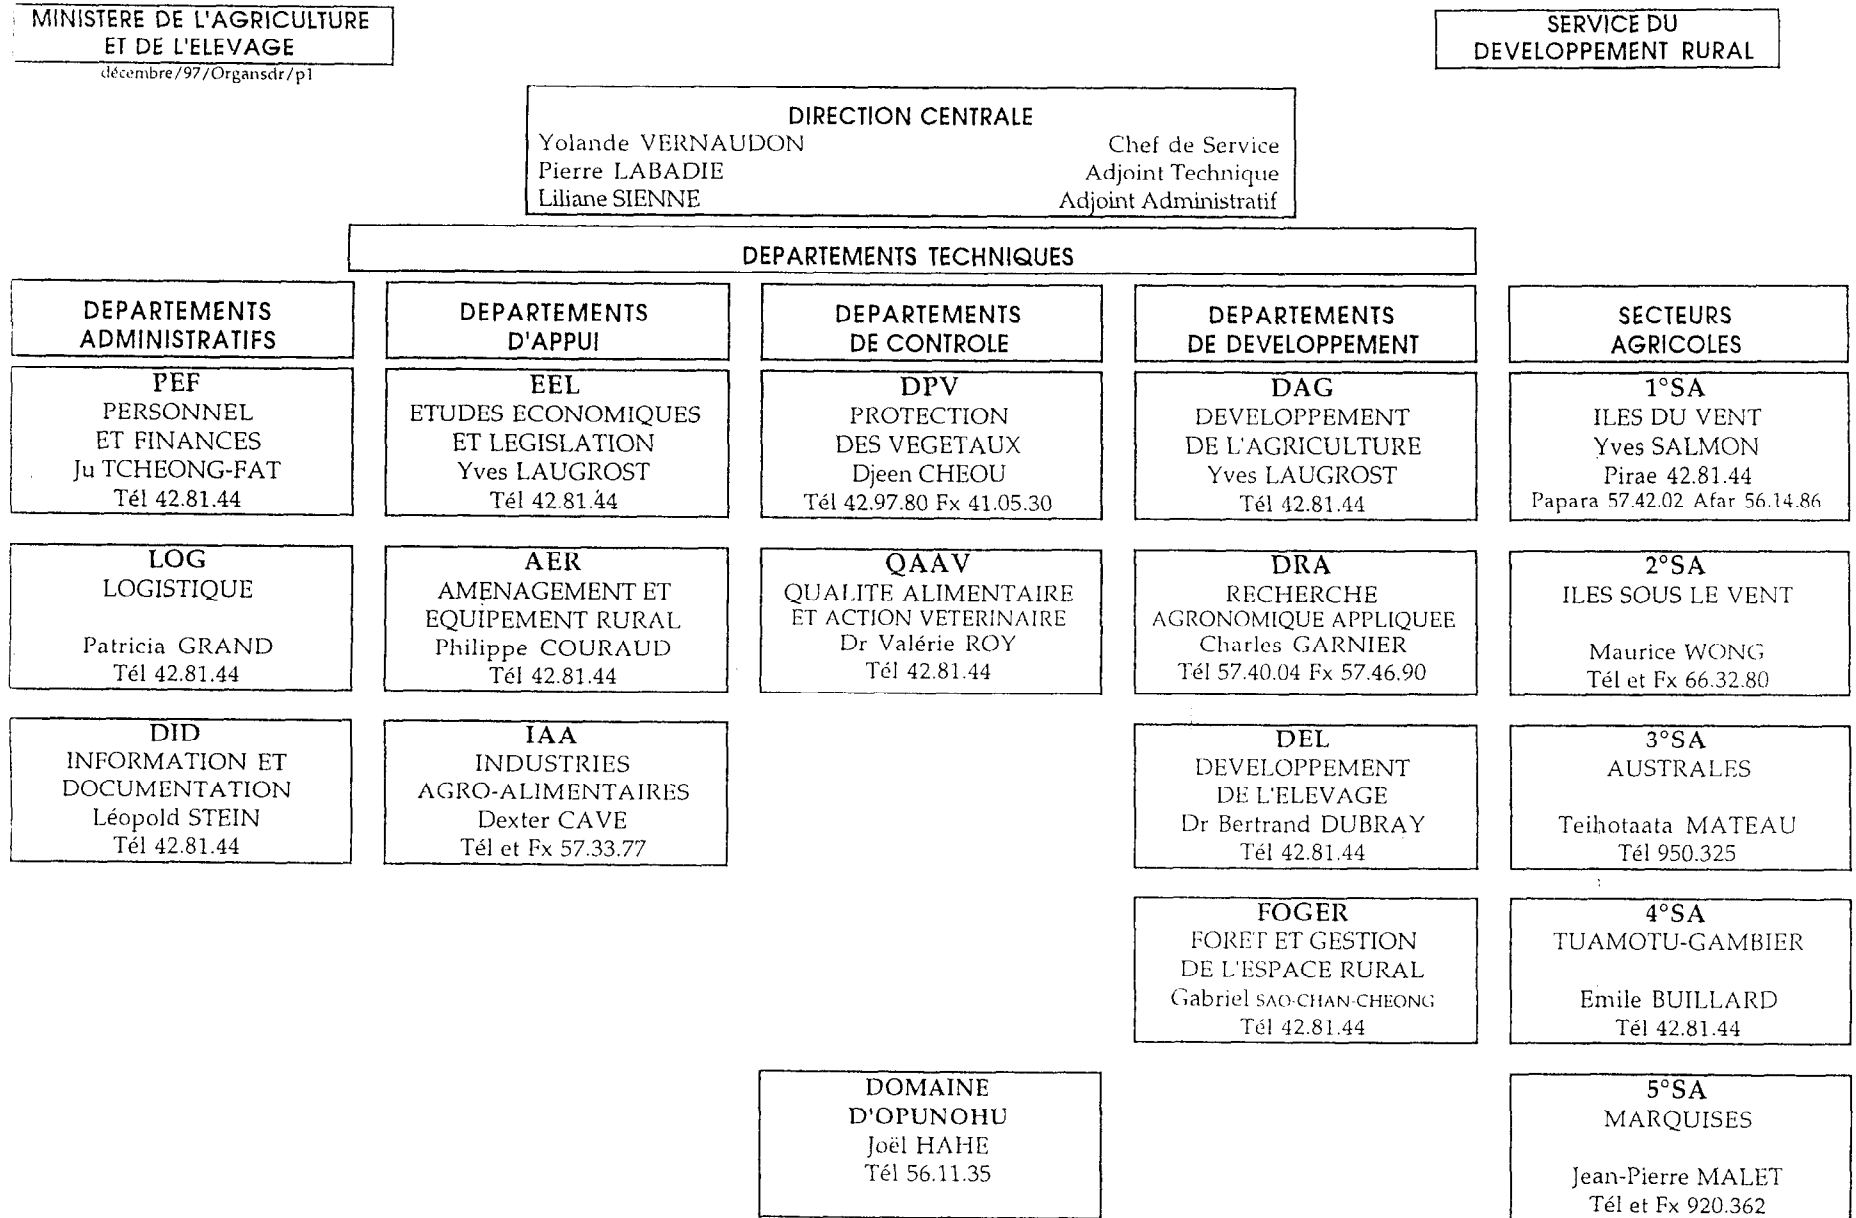 MINISTERE DE L'AGRICULTURE
ET DE L'ELEVAGE
décembre/97/Organsdr/p1
SERVICE DU
DEVELOPPEMENT RURAL
DIRECTION CENTRALE
Yolande VERNAUDON Chef de Service
Pierre LABADIE Adjoint Technique
Liliane SIENNE Adjoint Administratif
DEPARTEMENTS TECHNIQUES
DEPARTEMENTS
ADMINISTRATIFS
PEF
PERSONNEL
ET FINANCES
Ju TCHEONG-FAT
Tél 42.81.44
LOG
LOGISTIQUE
Patricia GRAND
Tél 42.81.44
DID
INFORMATION ET
DOCUMENTATION
Léopold STEIN
Tél 42.81.44
DEPARTEMENTS
D'APPUI
EEL
ETUDES ECONOMIQUES
ET LEGISLATION
Yves LAUGROST
Tél 42.81.44
AER
AMENAGEMENT ET
EQUIPEMENT RURAL
Philippe COURAUD
Tél 42.81.44
IAA
INDUSTRIES
AGRO-ALIMENTAIRES
Dexter CAVE
Tél et Fx 57.33.77
DEPARTEMENTS
DE CONTROLE
DPV
PROTECTION
DES VEGETAUX
Djeen CHEOU
Tél 42.97.80 Fx 41.05.30
QAAV
QUALITE ALIMENTAIRE
ET ACTION VETERINAIRE
Dr Valérie ROY
Tél 42.81.44
DOMAINE
D'OPUNOHU
Joël HAHE
Tél 56.11.35
DEPARTEMENTS
DE DEVELOPPEMENT
DAG
DEVELOPPEMENT
DE L'AGRICULTURE
Yves LAUGROST
Tél 42.81.44
DRA
RECHERCHE
AGRONOMIQUE APPLIQUEE
Charles GARNIER
Tél 57.40.04 Fx 57.46.90
DEL
DEVELOPPEMENT
DE L'ELEVAGE
Dr Bertrand DUBRAY
Tél 42.81.44
FOGER
FORET ET GESTION
DE L'ESPACE RURAL
Gabriel SAO-CHAN-CHEONG
Tél 42.81.44
SECTEURS
AGRICOLES
1°SA
ILES DU VENT
Yves SALMON
Pirae 42.81.44
Papara 57.42.02 Afar 56.14.86
2°SA
ILES SOUS LE VENT
Maurice WONG
Tél et Fx 66.32.80
3°SA
AUSTRALES
Teihotaata MATEAU
Tél 950.325
4°SA
TUAMOTU-GAMBIER
Emile BUILLARD
Tél 42.81.44
5°SA
MARQUISES
Jean-Pierre MALET
Tél et Fx 920.362